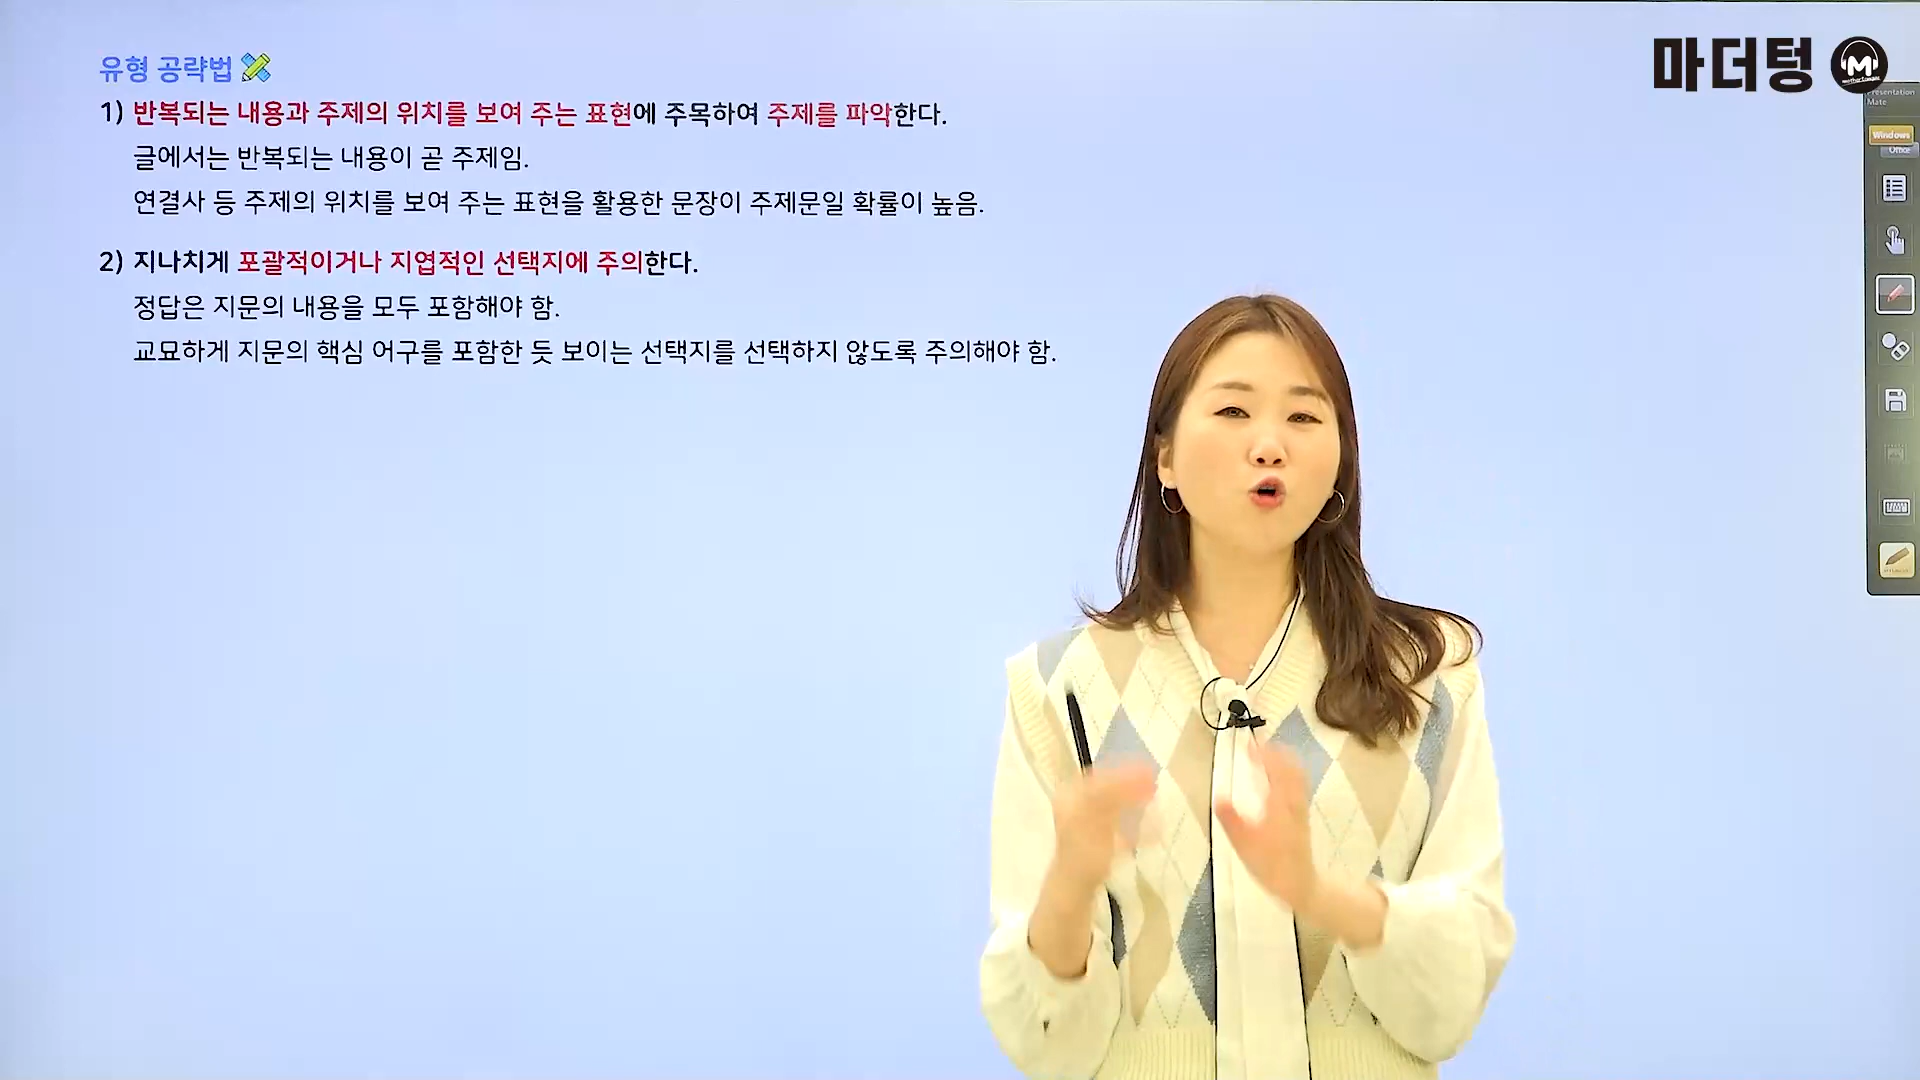 유형 공략법
1) 반복되는 내용과 주제의 위치를 보여 주는 표현에 주목하여 주제를 파악한다.
글에서는 반복되는 내용이 곧 주제임.
연결사 등 주제의 위치를 보여 주는 표현을 활용한 문장이 주제문일 확률이 높음.
2) 지나치게 포괄적이거나 지엽적인 선택지에 주의한다.
정답은 지문의 내용을 모두 포함해야 함.
교묘하게 지문의 핵심 어구를 포함한 듯 보이는 선택지를 선택하지 않도록 주의해야 함.
마더텅 M
Presentation
Mate
Windows
Office